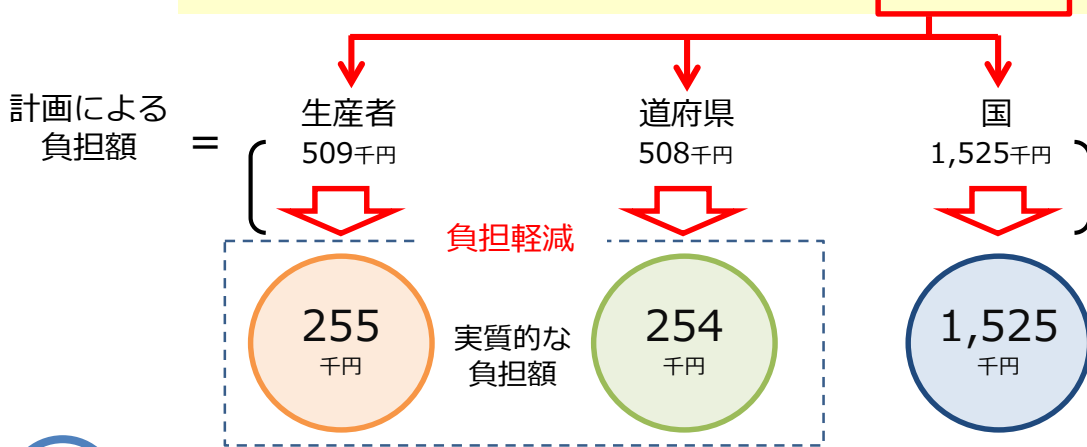 計画による
負担額
=
生産者
509千円
道府県
508千円
国
1,525千円
負担軽減
255
千円
実質的な
負担額
254
千円
1,525
千円